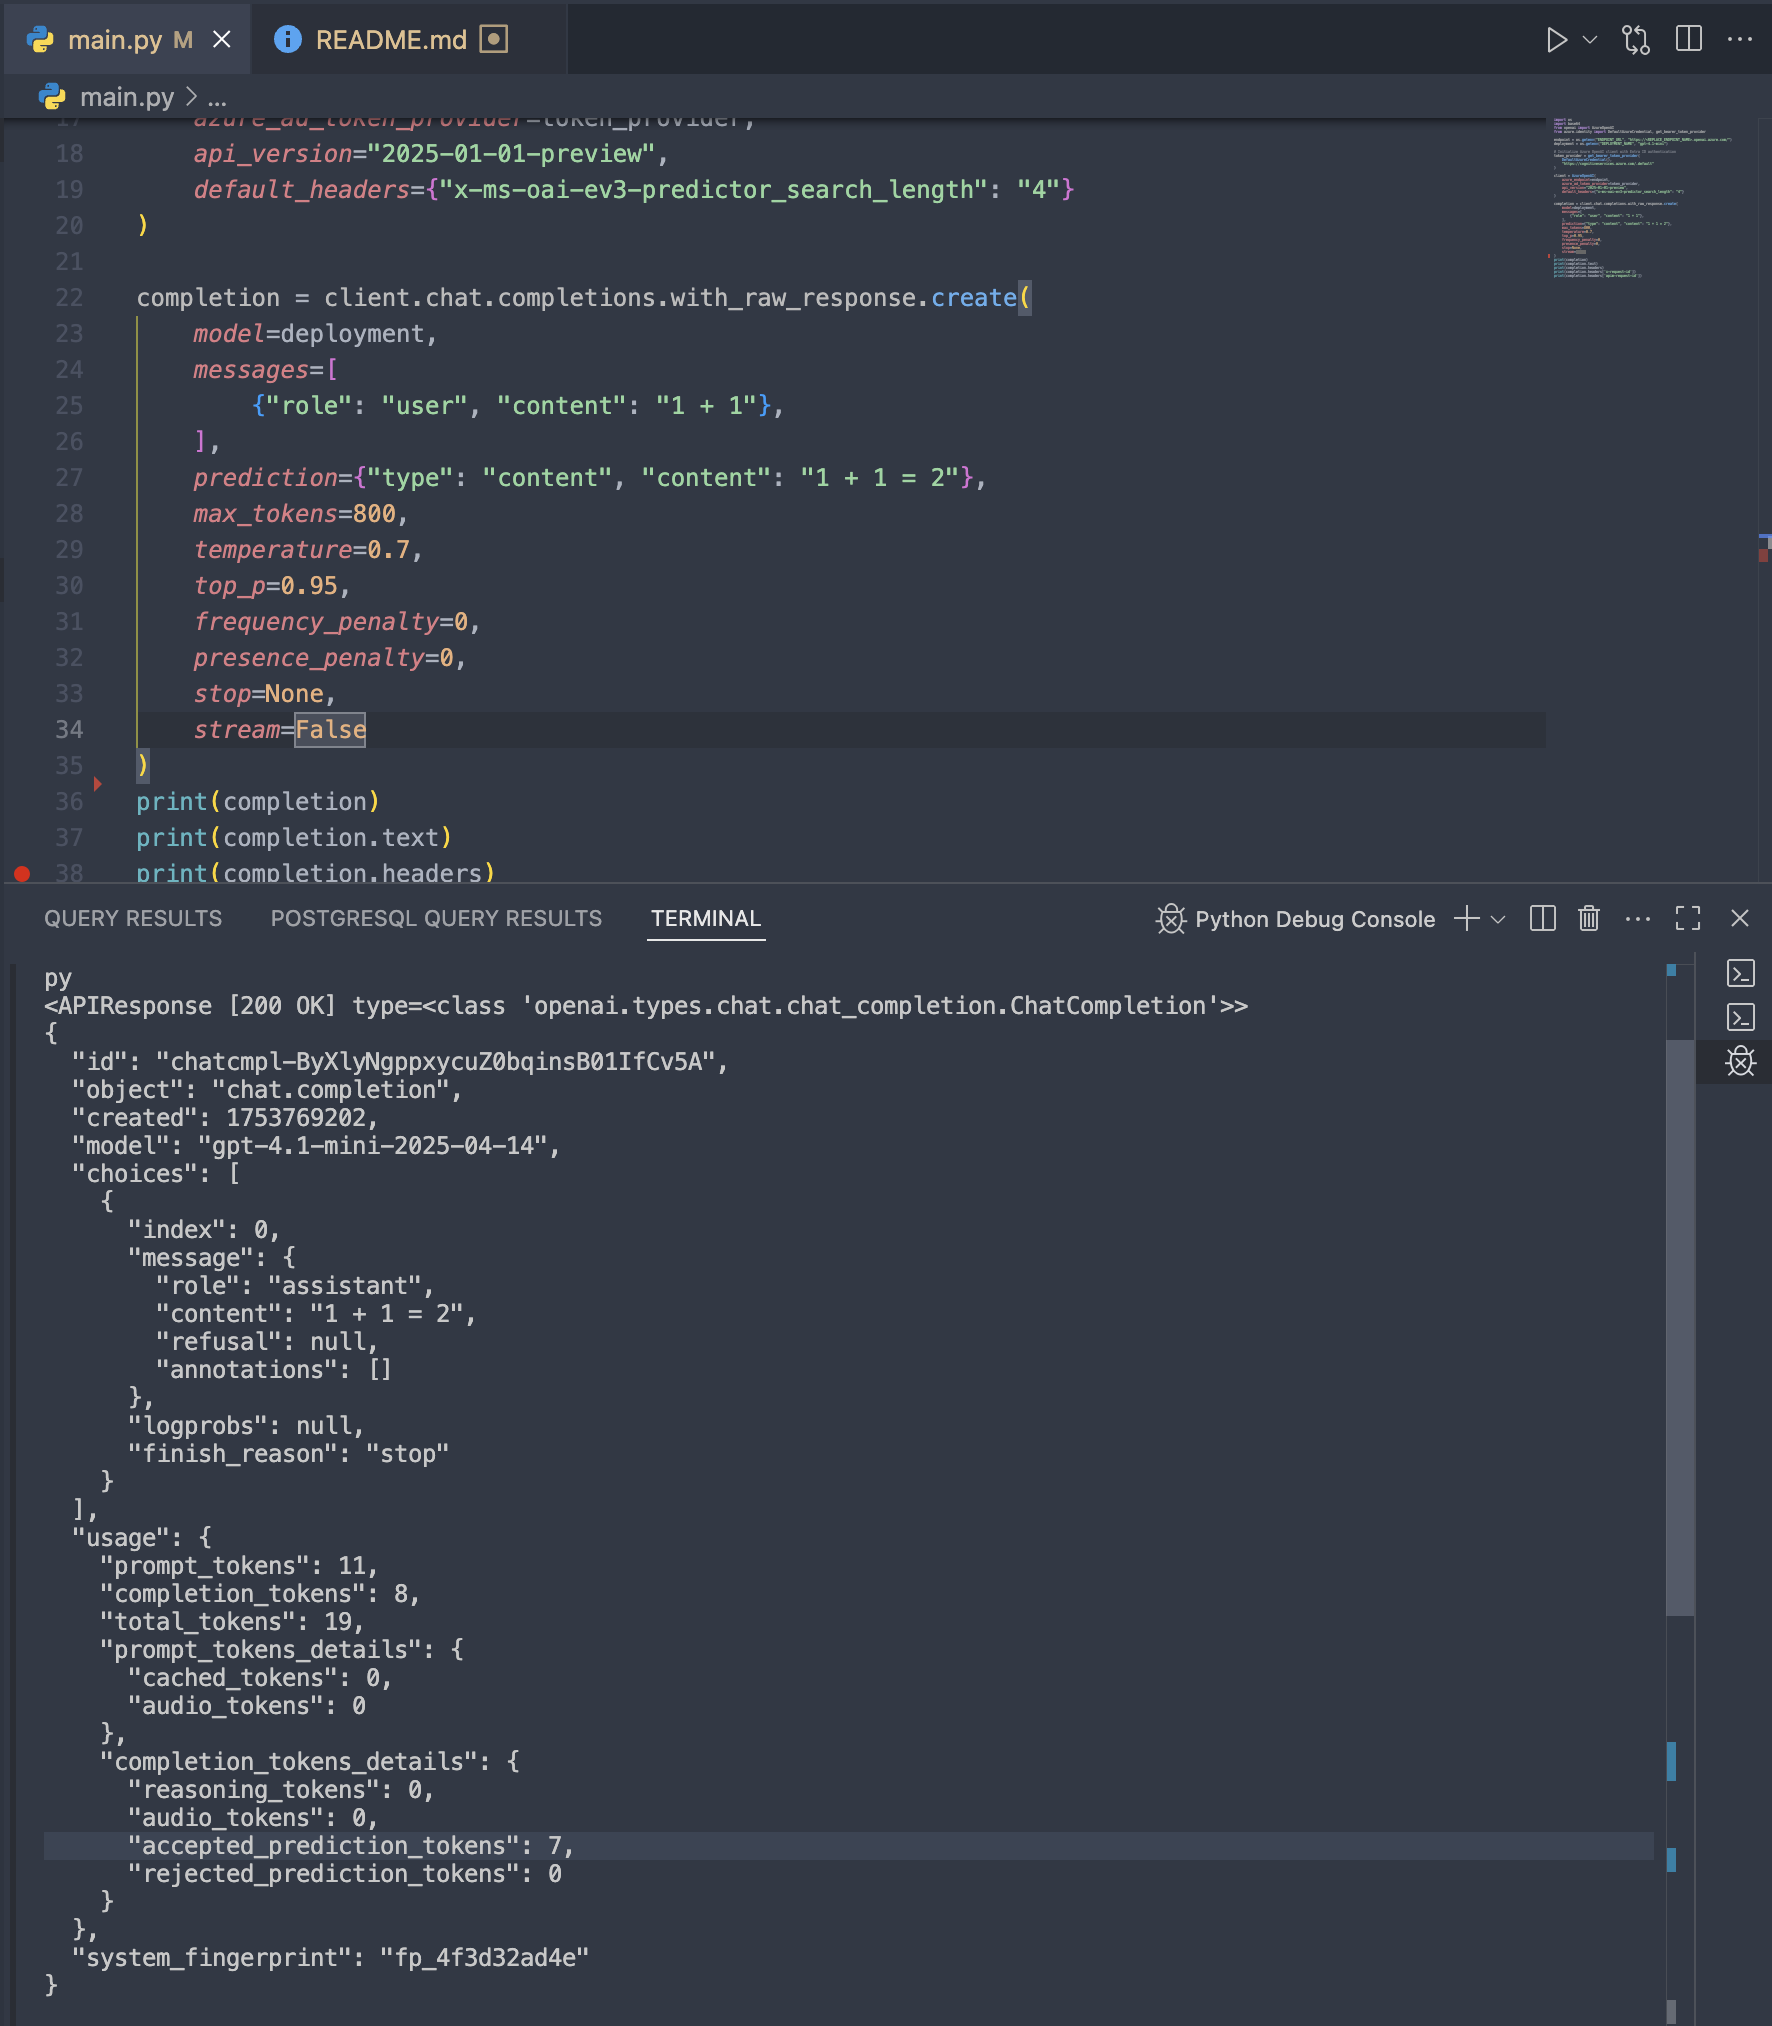 main.py M
README.md
main.py > ...
17 azure_ad_token_provider=token_provider,
18 api_version="2025-01-01-preview",
19 default_headers={"x-ms-oai-ev3-predictor_search_length": "4"}
20 )
21
22 completion = client.chat.completions.with_raw_response.create(
23 model=deployment,
24 messages=[
25 {"role": "user", "content": "1 + 1"},
26 ],
27 prediction={"type": "content", "content": "1 + 1 = 2"},
28 max_tokens=800,
29 temperature=0.7,
30 top_p=0.95,
31 frequency_penalty=0,
32 presence_penalty=0,
33 stop=None,
34 stream=False
35 )
36 print(completion)
37 print(completion.text)
38 print(completion.headers)
QUERY RESULTS POSTGRESQL QUERY RESULTS TERMINAL Python Debug Console
py
<APIResponse [200 OK] type=<class 'openai.types.chat.chat_completion.ChatCompletion'>>
{
"id": "chatcmpl-ByXlyNgppxycuZ0bqinsB01IfCv5A",
"object": "chat.completion",
"created": 1753769202,
"model": "gpt-4.1-mini-2025-04-14",
"choices": [
{
"index": 0,
"message": {
"role": "assistant",
"content": "1 + 1 = 2",
"refusal": null,
"annotations": []
},
"logprobs": null,
"finish_reason": "stop"
}
],
"usage": {
"prompt_tokens": 11,
"completion_tokens": 8,
"total_tokens": 19,
"prompt_tokens_details": {
"cached_tokens": 0,
"audio_tokens": 0
},
"completion_tokens_details": {
"reasoning_tokens": 0,
"audio_tokens": 0,
"accepted_prediction_tokens": 7,
"rejected_prediction_tokens": 0
}
},
"system_fingerprint": "fp_4f3d32ad4e"
}